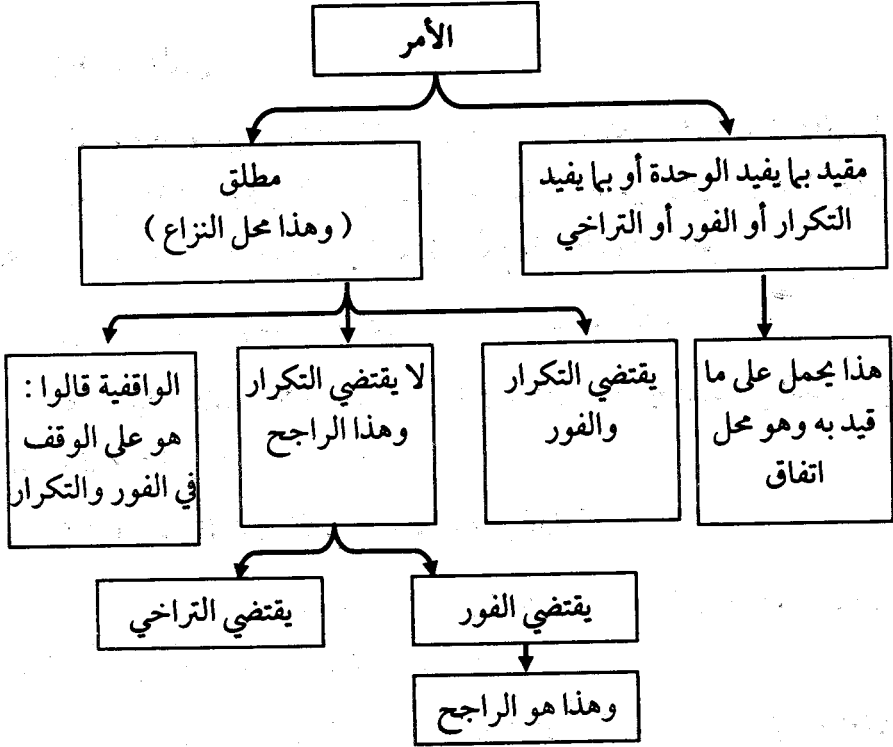 الأمر
مقيد بما يفيد الوحدة أو بما يفيد
التكرار أو الفور أو التراخي
مطلق
( وهذا محل النزاع )
هذا يحمل على ما
قيد به وهو محل
اتفاق
يقتضي التكرار
والفور
لا يقتضي التكرار
وهذا الراجح
الواقفية قالوا :
هو على الوقف
في الفور والتكرار
يقتضي الفور
يقتضي التراخي
وهذا هو الراجح